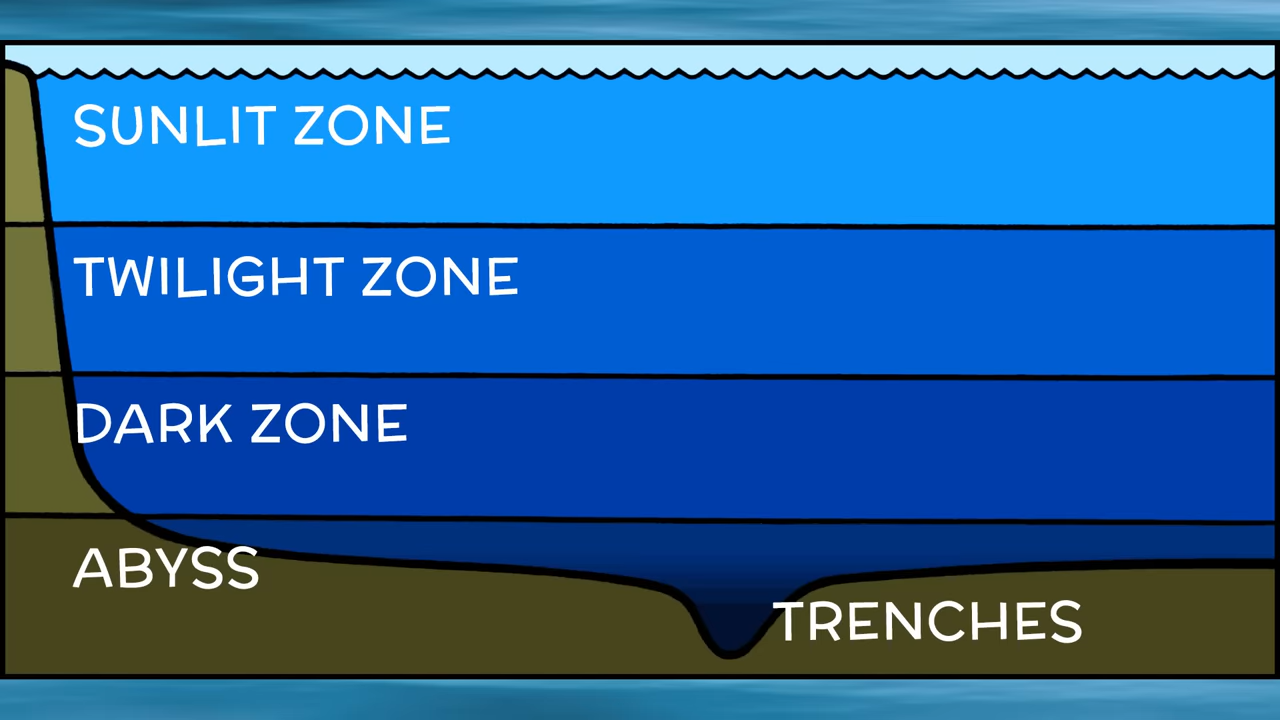 SUNLIT ZONE
TWILIGHT ZONE
DARK ZONE
ABYSS
TRENCHES